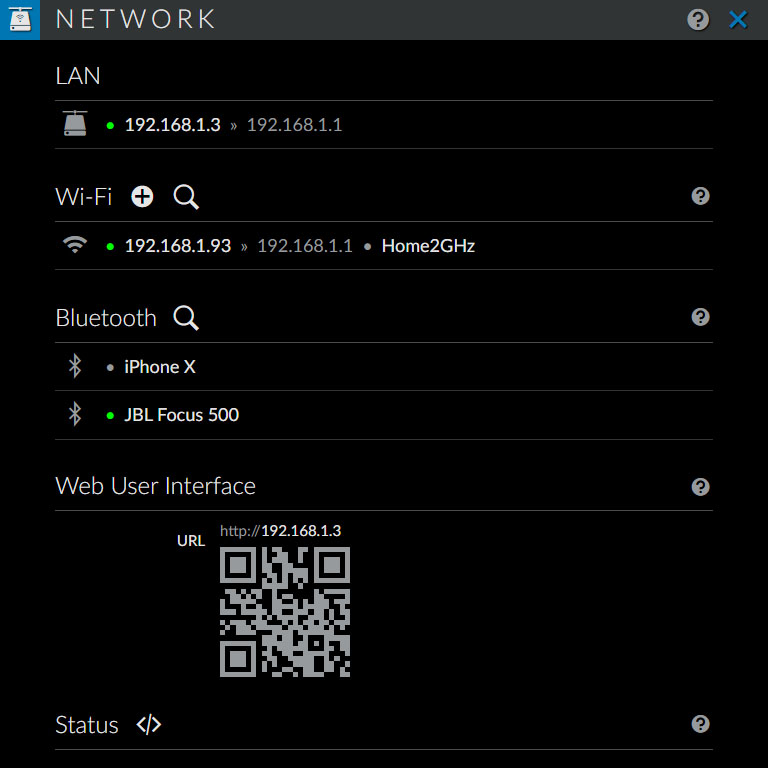 NETWORK
LAN
• 192.168.1.3 » 192.168.1.1
Wi-Fi
• 192.168.1.93 » 192.168.1.1 • Home2GHz
Bluetooth
• iPhone X
• JBL Focus 500
Web User Interface
URL http://192.168.1.3
Status </>